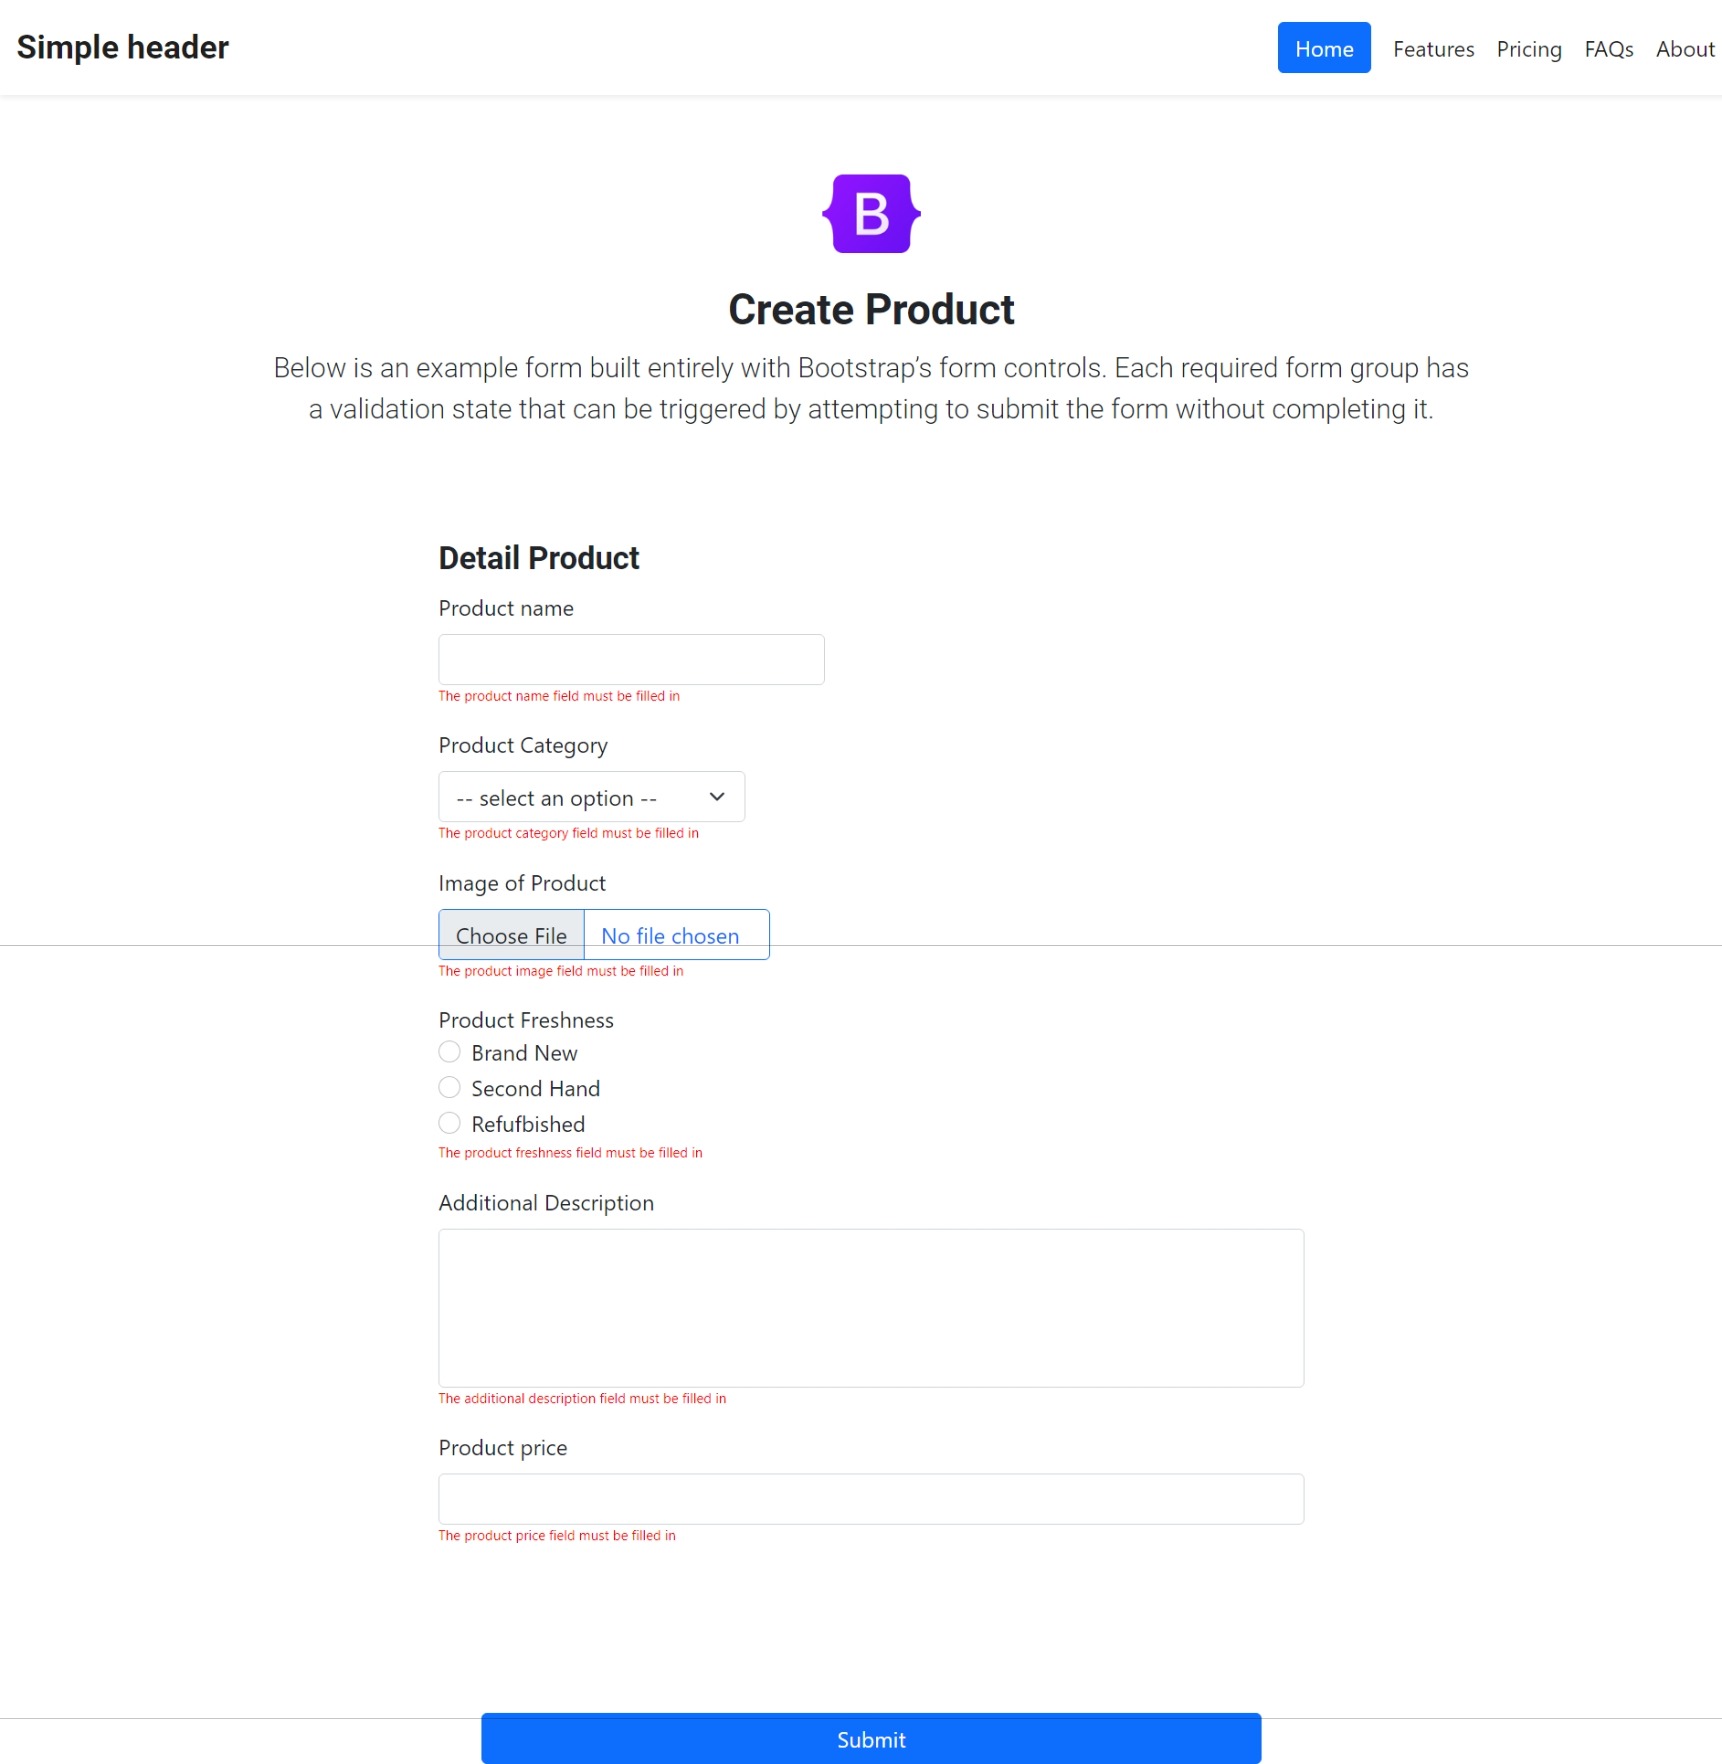 Simple header
Home Features Pricing FAQs About
B
Create Product
Below is an example form built entirely with Bootstrap’s form controls. Each required form group has
a validation state that can be triggered by attempting to submit the form without completing it.
Detail Product
Product name
The product name field must be filled in
Product Category
-- select an option --
The product category field must be filled in
Image of Product
Choose File No file chosen
The product image field must be filled in
Product Freshness
Brand New
Second Hand
Refufbished
The product freshness field must be filled in
Additional Description
The additional description field must be filled in
Product price
The product price field must be filled in
Submit